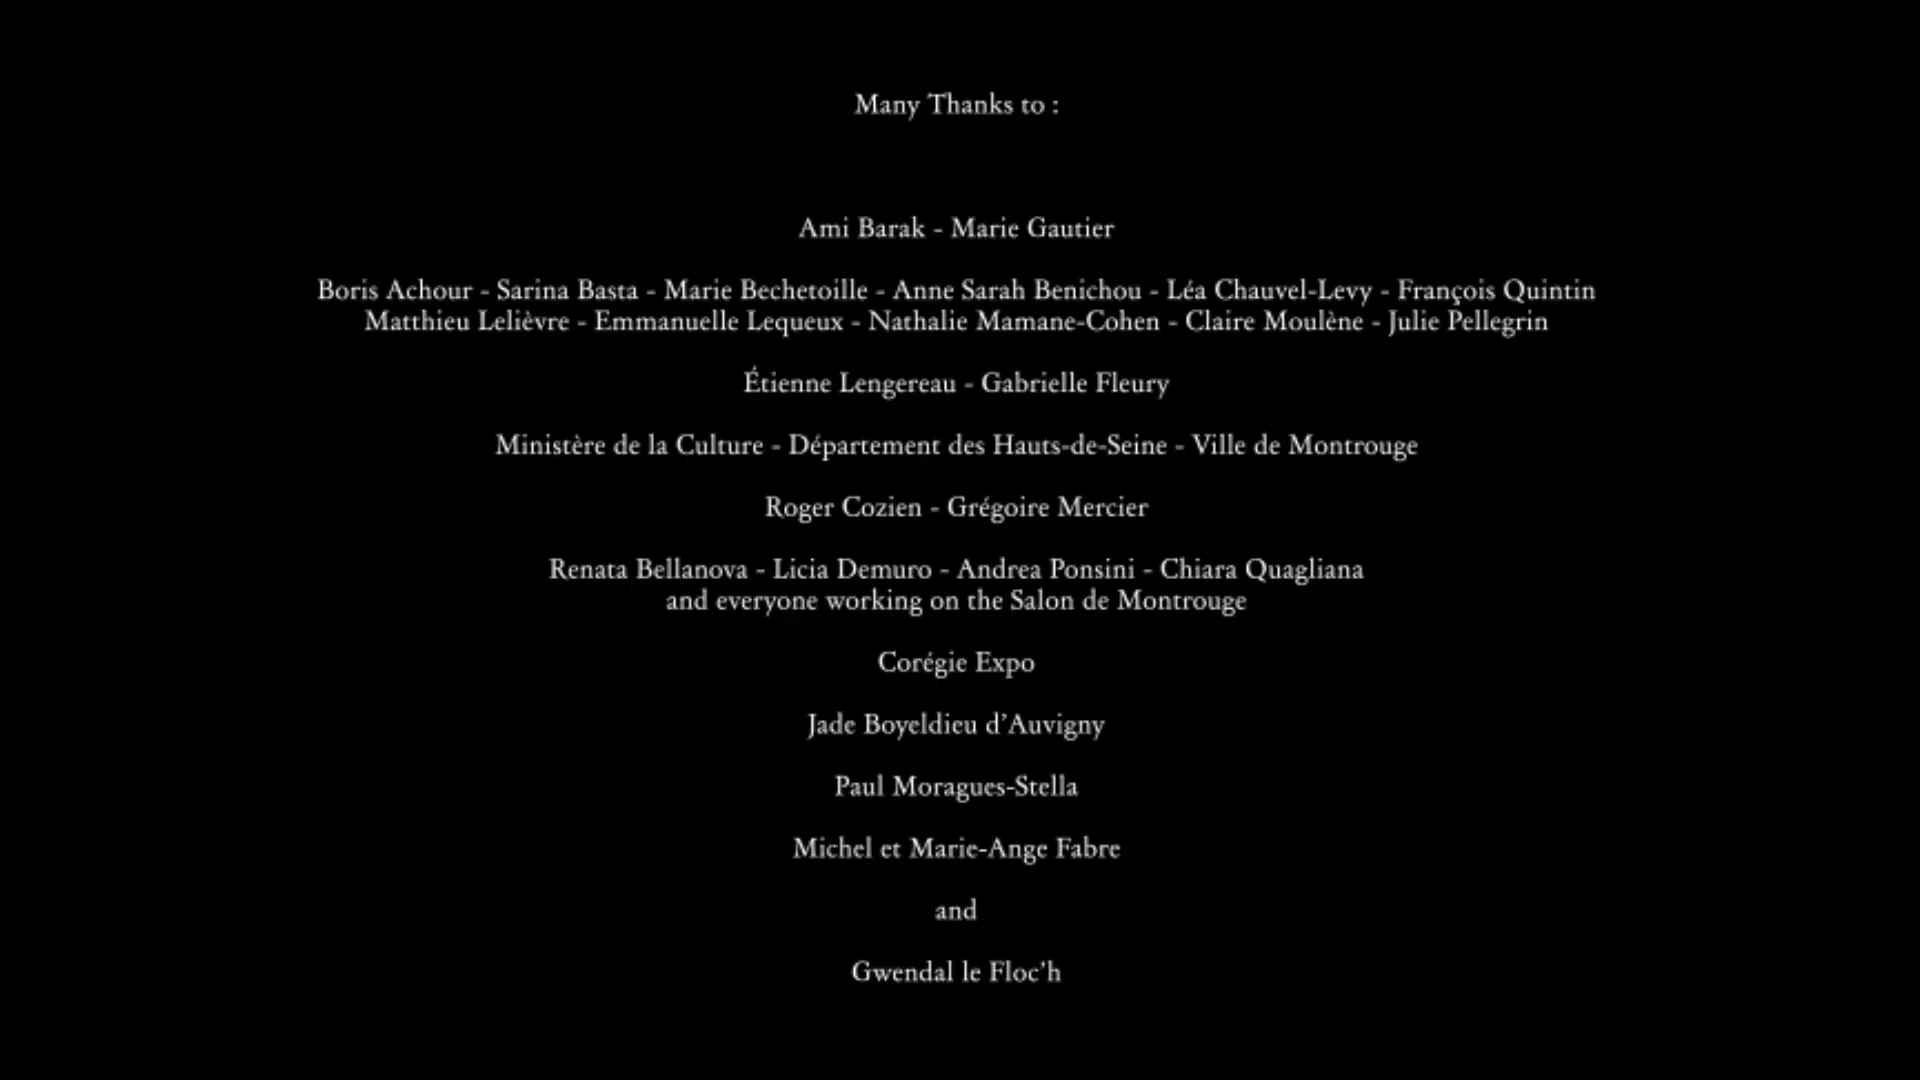 Many Thanks to :
Ami Barak - Marie Gautier
Boris Achour - Sarina Basta - Marie Bechetoille - Anne Sarah Benichou - Léa Chauvel-Levy - François Quintin
Matthieu Lelièvre - Emmanuelle Lequeux - Nathalie Mamane-Cohen - Claire Moulène - Julie Pellegrin
Étienne Lengereau - Gabrielle Fleury
Ministère de la Culture - Département des Hauts-de-Seine - Ville de Montrouge
Roger Cozien - Grégoire Mercier
Renata Bellanova - Licia Demuro - Andrea Ponsini - Chiara Quagliana
and everyone working on the Salon de Montrouge
Corégie Expo
Jade Boyeldieu d’Auvigny
Paul Moragues-Stella
Michel et Marie-Ange Fabre
and
Gwendal le Floc’h